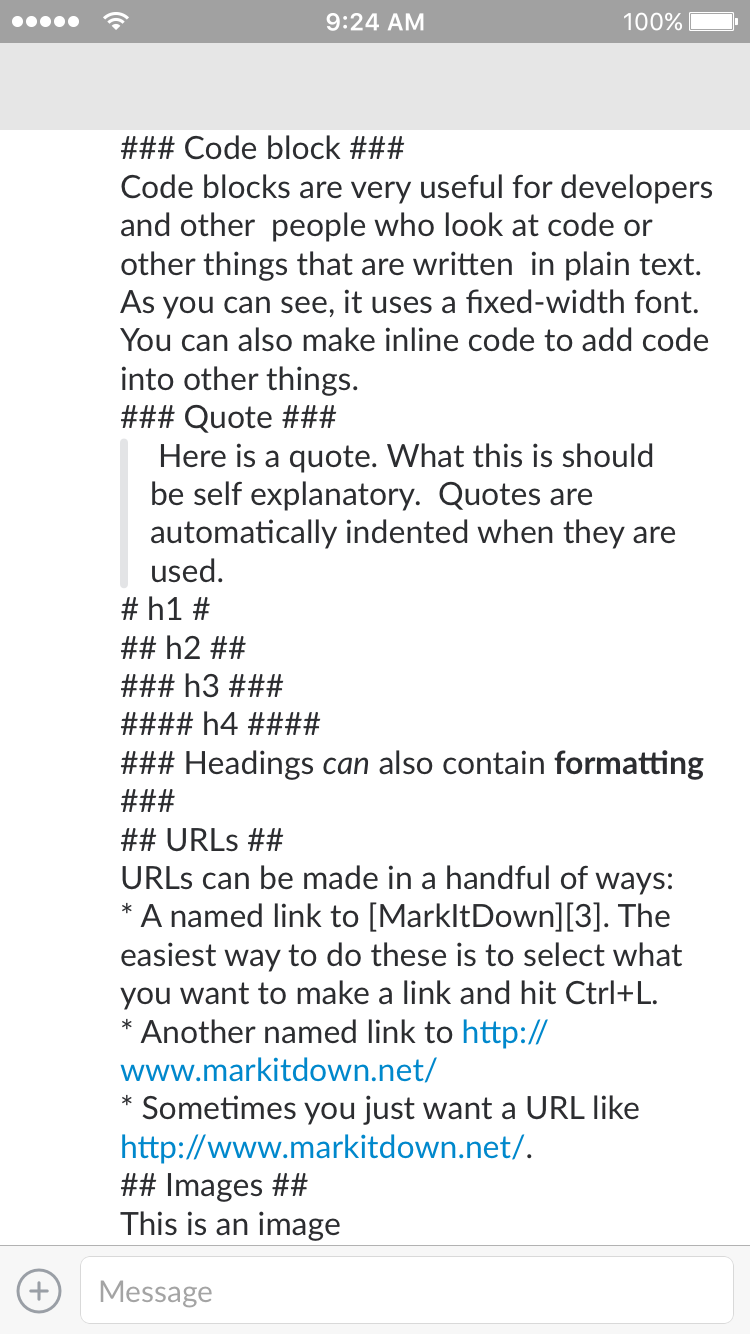 9:24 AM 100%
### Code block ###
Code blocks are very useful for developers
and other  people who look at code or
other things that are written  in plain text.
As you can see, it uses a fixed-width font.
You can also make inline code to add code
into other things.
### Quote ###
Here is a quote. What this is should
be self explanatory.  Quotes are
automatically indented when they are
used.
# h1 #
## h2 ##
### h3 ###
#### h4 ####
### Headings can also contain formatting
###
## URLs ##
URLs can be made in a handful of ways:
* A named link to [MarkItDown][3]. The
easiest way to do these is to select what
you want to make a link and hit Ctrl+L.
* Another named link to http://
www.markitdown.net/
* Sometimes you just want a URL like
http://www.markitdown.net/.
## Images ##
This is an image
Message